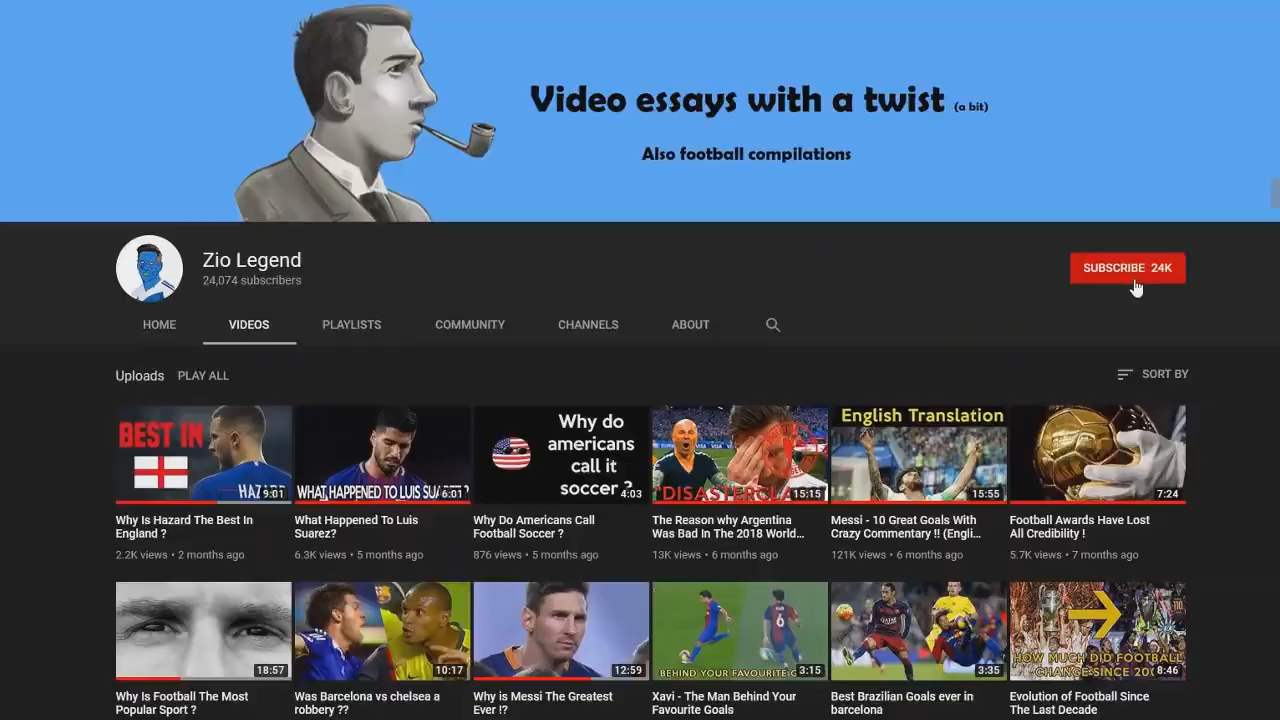 Video essays with a twist (a bit)
Also football compilations
Zio Legend
24,074 subscribers
SUBSCRIBE 24K
HOME VIDEOS PLAYLISTS COMMUNITY CHANNELS ABOUT
Uploads PLAY ALL
SORT BY
BEST IN
HAZARD
9:01
WHAT HAPPENED TO LUIS SUAREZ?
6:01
Why do
americans
call it
soccer ?
4:03
"DISASTERCLA
15:15
English Translation
15:55
7:24
Why Is Hazard The Best In
England ?
2.2K views • 2 months ago
What Happened To Luis
Suarez?
6.3K views • 5 months ago
Why Do Americans Call
Football Soccer ?
876 views • 5 months ago
The Reason why Argentina
Was Bad In The 2018 World...
13K views • 6 months ago
Messi - 10 Great Goals With
Crazy Commentary !! (Engli...
121K views • 6 months ago
Football Awards Have Lost
All Credibility !
5.7K views • 7 months ago
18:57
10:17
12:59
BEHIND YOUR FAVOURITE G
3:15
3:35
HOW MUCH DID FOOTBALL
CHANGE SINCE 200
8:46
Why Is Football The Most
Popular Sport ?
Was Barcelona vs chelsea a
robbery ??
Why is Messi The Greatest
Ever !?
Xavi - The Man Behind Your
Favourite Goals
Best Brazilian Goals ever in
barcelona
Evolution of Football Since
The Last Decade